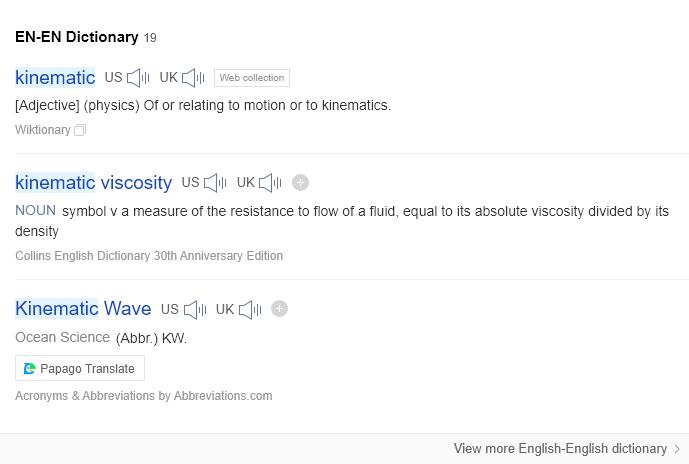 EN-EN Dictionary 19
kinematic US UK Web collection
[Adjective] (physics) Of or relating to motion or to kinematics.
Wiktionary
kinematic viscosity US UK
NOUN symbol v a measure of the resistance to flow of a fluid, equal to its absolute viscosity divided by its
density
Collins English Dictionary 30th Anniversary Edition
Kinematic Wave US UK
Ocean Science (Abbr.) KW.
Papago Translate
Acronyms & Abbreviations by Abbreviations.com
View more English-English dictionary